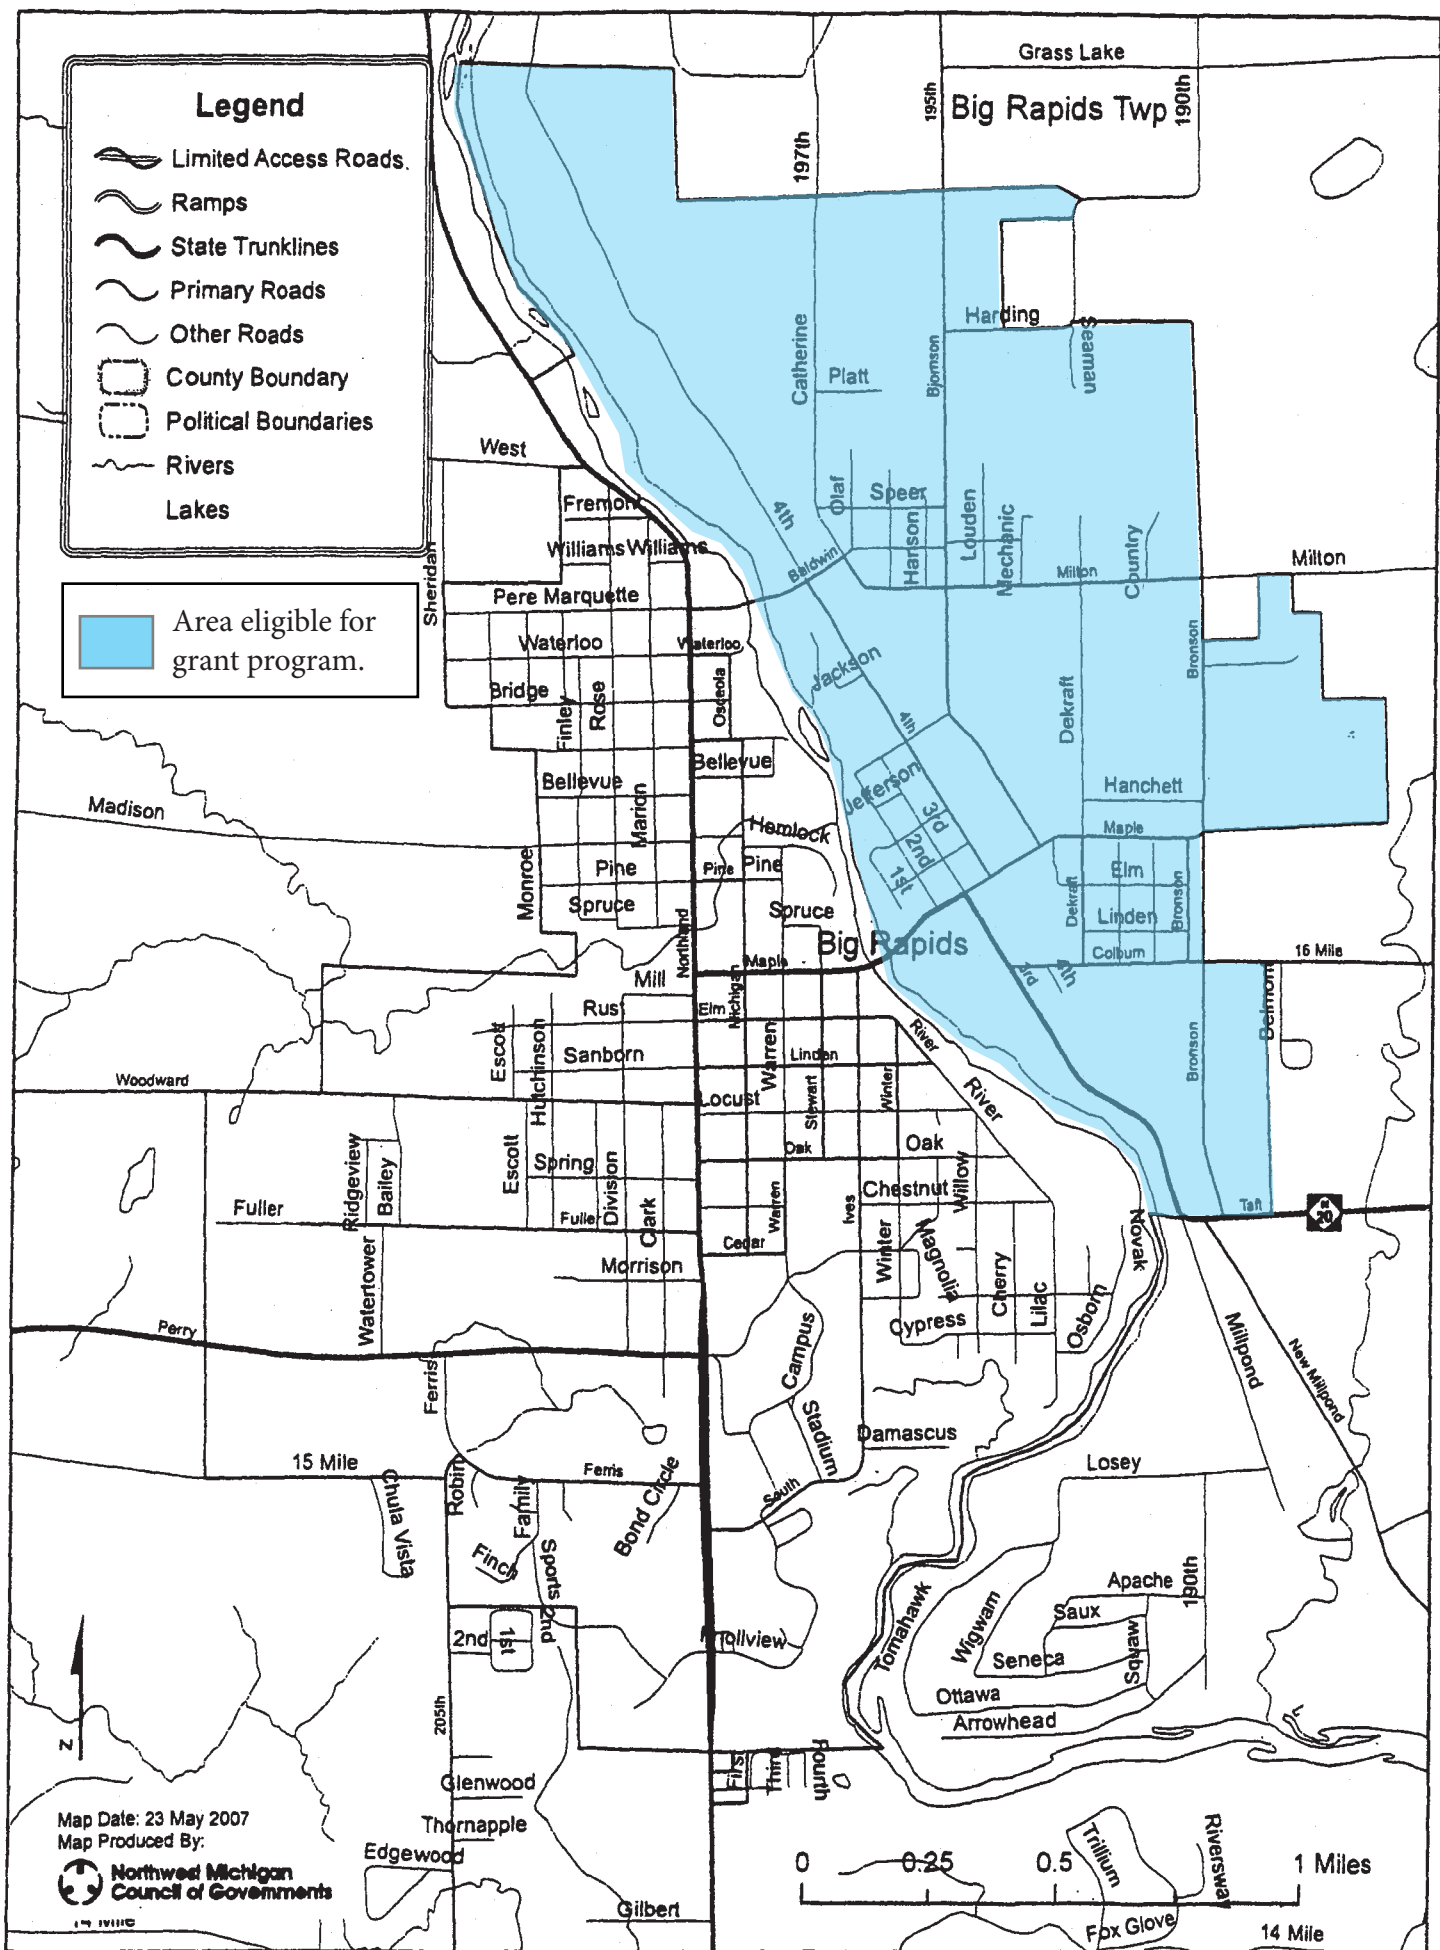 Legend
Limited Access Roads.
Ramps
State Trunklines
Primary Roads
Other Roads
County Boundary
Political Boundaries
Rivers
Lakes
Area eligible for
grant program.
Grass Lake
195th
Big Rapids Twp
190th
197th
Harding
Seaman
Catherine
Platt
Bjornson
West
Fremont
Williams
Williams
Sheridan
Olaf
Speer
Hanson
Louden
Mechanic
Country
4th
Baldwin
Milton
Milton
Pere Marquette
Waterloo
Waterloo
Bridge
Finley
Rose
Osceola
Jackson
4th
Dekraft
Bronson
Bellevue
Bellevue
Marion
Jefferson
3rd
2nd
1st
Hanchett
Maple
Madison
Hemlock
Monroe
Pine
Pine
Pine
Spruce
Spruce
Elm
Dekraft
Linden
Bronson
Colburn
Big Rapids
Northland
Maple
16 Mile
Mill
3rd
4th
Rust
Elm
Michigan
River
Belmont
Escott
Hutchinson
Sanborn
Warren
Linden
Bronson
Woodward
Locust
Stewart
Winter
River
Oak
Oak
Ridgeview
Bailey
Escott
Spring
Division
Clark
Chestnut
Willow
Fuller
Fuller
Warren
Ives
Taft
M
20
Cedar
Winter
Magnolia
Novak
Morrison
Watertower
Cherry
Lilac
Osborn
Perry
Campus
Cypress
Millpond
New Millpond
Ferris
Stadium
Damascus
15 Mile
Ferris
Losey
Chula Vista
Robin
Family
Bond Circle
South
Finch
Sports
Tomahawk
Wigwam
Apache
190th
Saux
2nd
1st
2nd
Knollview
Seneca
Squaw
Ottawa
Arrowhead
205th
N
First
Third
Fourth
Glenwood
Thornapple
Edgewood
Gilbert
Trillium
Riversway
Fox Glove
14 Mile
Map Date: 23 May 2007
Map Produced By:
Northwest Michigan
Council of Governments
14 Mile
0 0.25 0.5 1 Miles